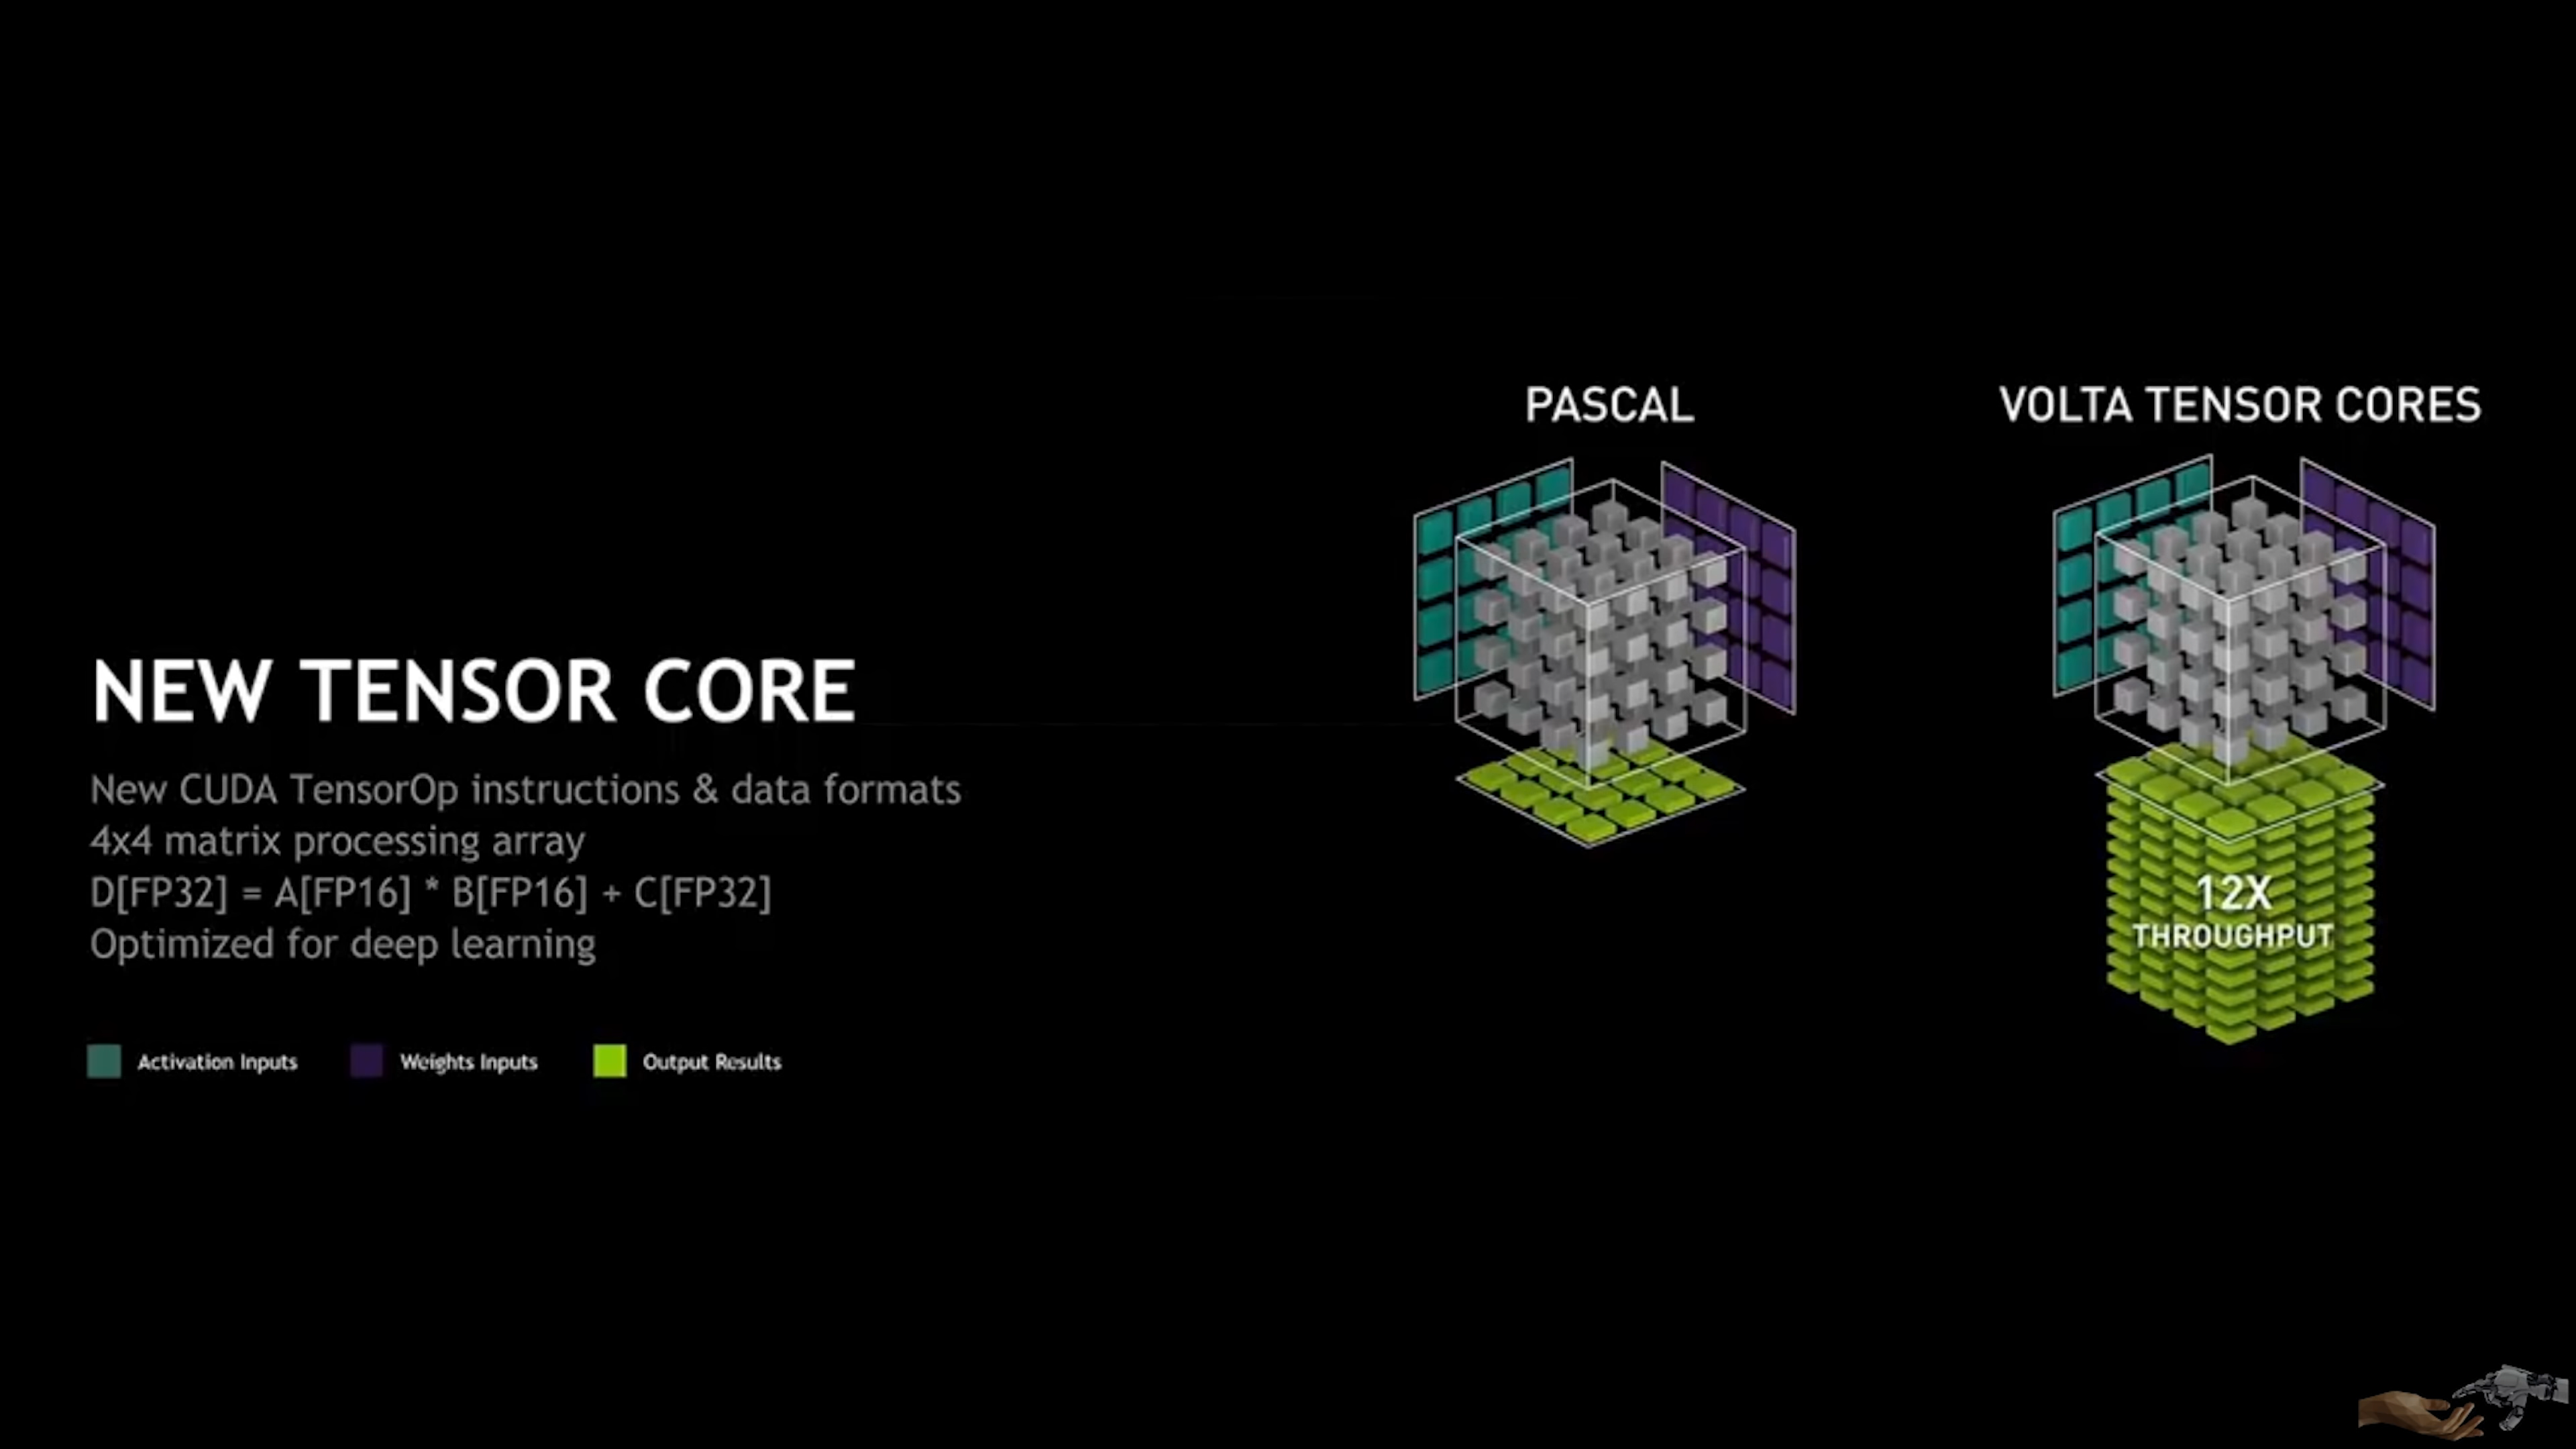 NEW TENSOR CORE
New CUDA TensorOp instructions & data formats
4x4 matrix processing array
D[FP32] = A[FP16] * B[FP16] + C[FP32]
Optimized for deep learning
Activation Inputs
Weights Inputs
Output Results
PASCAL
VOLTA TENSOR CORES
12X
THROUGHPUT